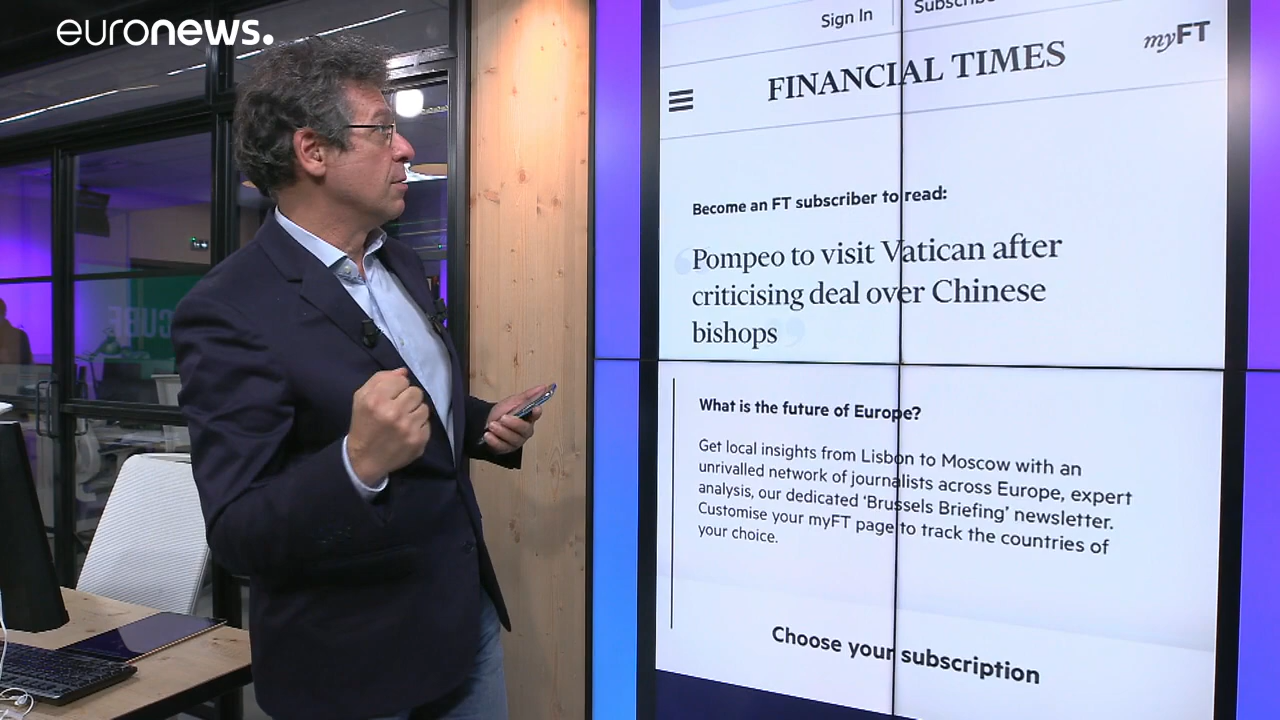 euronews.
Sign In
Subscribe
FINANCIAL TIMES
myFT
Become an FT subscriber to read:
Pompeo to visit Vatican after
criticising deal over Chinese
bishops
What is the future of Europe?
Get local insights from Lisbon to Moscow with an
unrivalled network of journalists across Europe, expert
analysis, our dedicated ‘Brussels Briefing’ newsletter.
Customise your myFT page to track the countries of
your choice.
Choose your subscription
CUBE